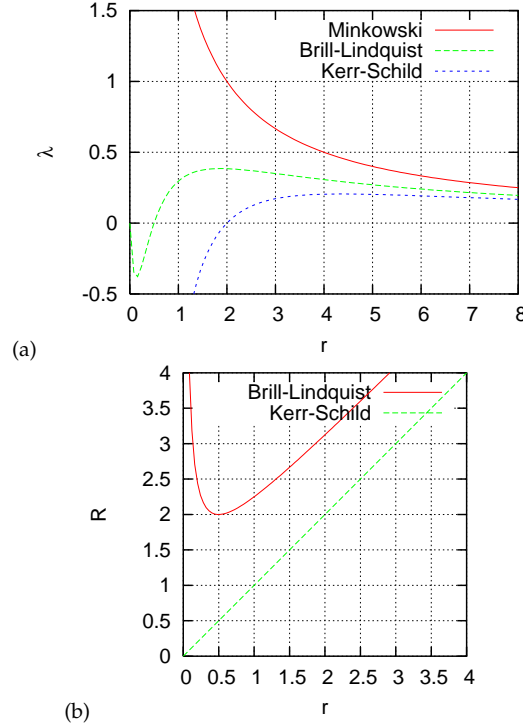 1.5
1
0.5
0
-0.5
λ
Minkowski
Brill-Lindquist
Kerr-Schild
0 1 2 3 4 5 6 7 8
r
(a)
4
3.5
3
2.5
2
1.5
1
0.5
0
R
Brill-Lindquist
Kerr-Schild
0 0.5 1 1.5 2 2.5 3 3.5 4
r
(b)